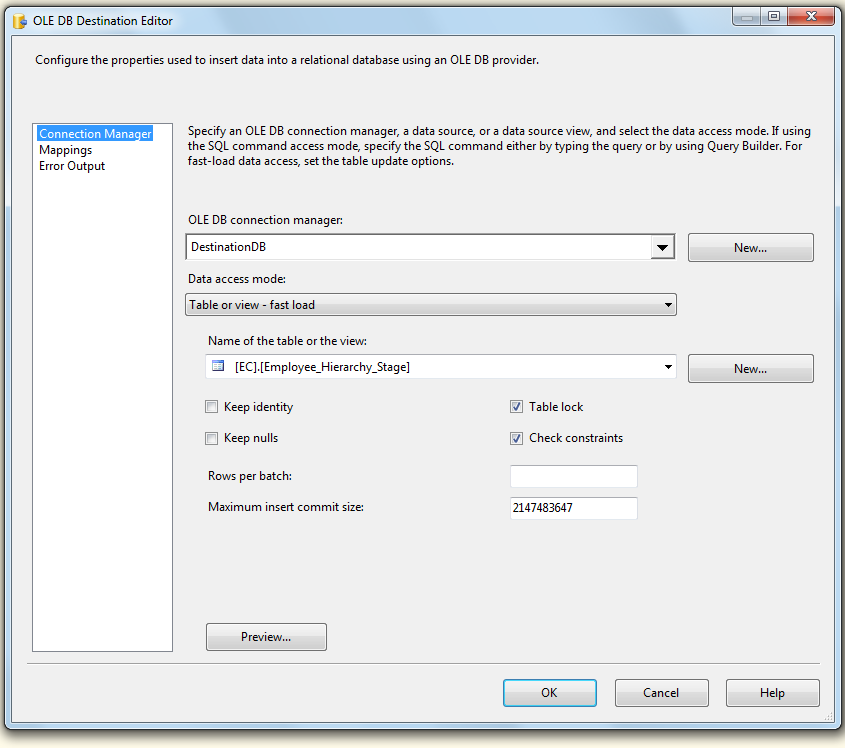 OLE DB Destination Editor
Configure the properties used to insert data into a relational database using an OLE DB provider.
Connection Manager
Mappings
Error Output
Specify an OLE DB connection manager, a data source, or a data source view, and select the data access mode. If using
the SQL command access mode, specify the SQL command either by typing the query or by using Query Builder. For
fast-load data access, set the table update options.
OLE DB connection manager:
DestinationDB
New...
Data access mode:
Table or view - fast load
Name of the table or the view:
[EC].[Employee_Hierarchy_Stage]
New...
Keep identity
Table lock
Keep nulls
Check constraints
Rows per batch:
Maximum insert commit size:
2147483647
Preview...
OK
Cancel
Help